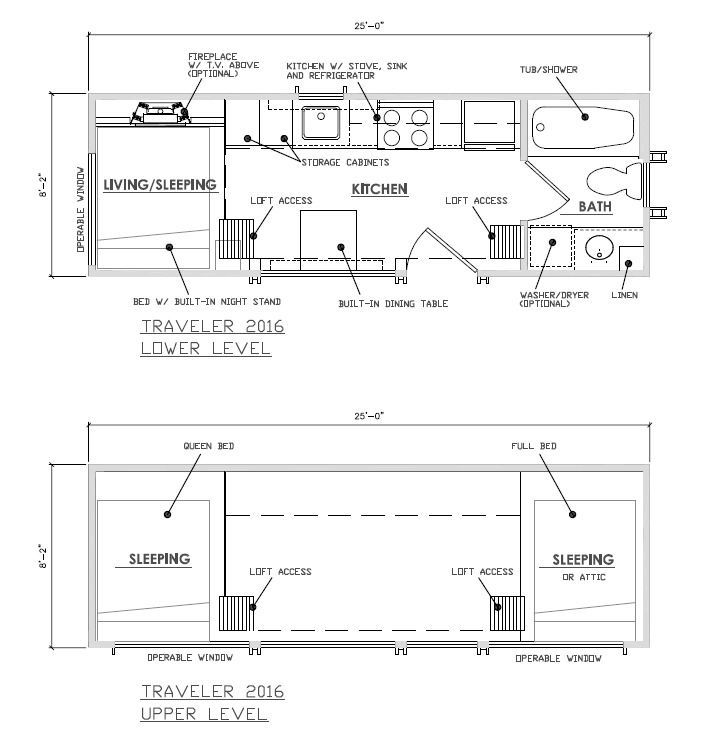 25'-0"
FIREPLACE
W/ T.V. ABOVE
(OPTIONAL)
KITCHEN W/ STOVE, SINK
AND REFRIGERATOR
TUB/SHOWER
8'-2"
OPERABLE WINDOW
LIVING/SLEEPING
STORAGE CABINETS
KITCHEN
LOFT ACCESS
LOFT ACCESS
BATH
BED W/ BUILT-IN NIGHT STAND
BUILT-IN DINING TABLE
WASHER/DRYER
(OPTIONAL)
LINEN
TRAVELER 2016
LOWER LEVEL
25'-0"
QUEEN BED
FULL BED
8'-2"
SLEEPING
SLEEPING
OR ATTIC
LOFT ACCESS
LOFT ACCESS
OPERABLE WINDOW
OPERABLE WINDOW
TRAVELER 2016
UPPER LEVEL